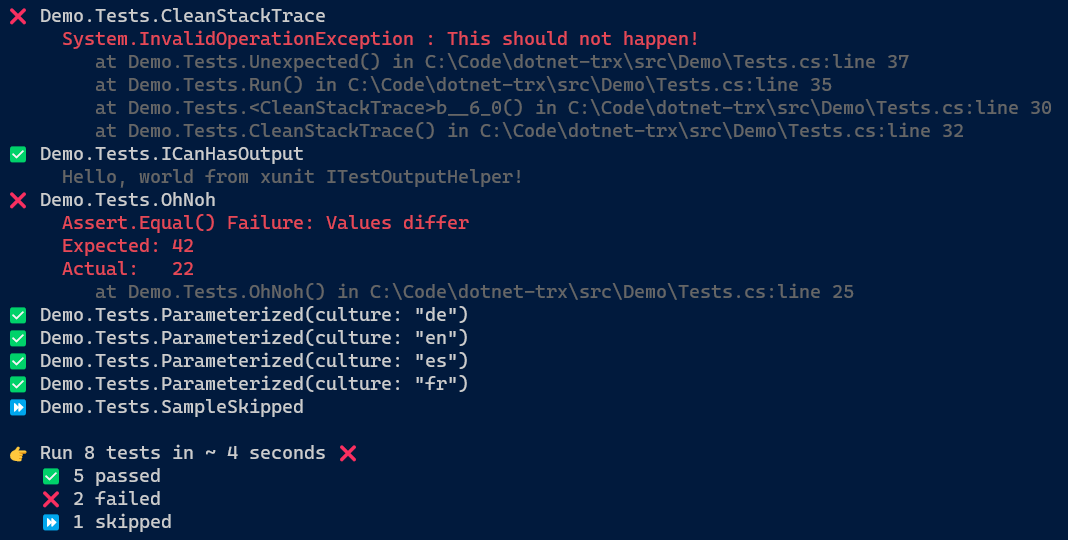 ❌ Demo.Tests.CleanStackTrace
System.InvalidOperationException : This should not happen!
at Demo.Tests.Unexpected() in C:\Code\dotnet-trx\src\Demo\Tests.cs:line 37
at Demo.Tests.Run() in C:\Code\dotnet-trx\src\Demo\Tests.cs:line 35
at Demo.Tests.<CleanStackTrace>b__6_0() in C:\Code\dotnet-trx\src\Demo\Tests.cs:line 30
at Demo.Tests.CleanStackTrace() in C:\Code\dotnet-trx\src\Demo\Tests.cs:line 32
✅ Demo.Tests.ICanHasOutput
Hello, world from xunit ITestOutputHelper!
❌ Demo.Tests.OhNoh
Assert.Equal() Failure: Values differ
Expected: 42
Actual:   22
at Demo.Tests.OhNoh() in C:\Code\dotnet-trx\src\Demo\Tests.cs:line 25
✅ Demo.Tests.Parameterized(culture: "de")
✅ Demo.Tests.Parameterized(culture: "en")
✅ Demo.Tests.Parameterized(culture: "es")
✅ Demo.Tests.Parameterized(culture: "fr")
⏩ Demo.Tests.SampleSkipped
👉 Run 8 tests in ~ 4 seconds ❌
✅ 5 passed
❌ 2 failed
⏩ 1 skipped